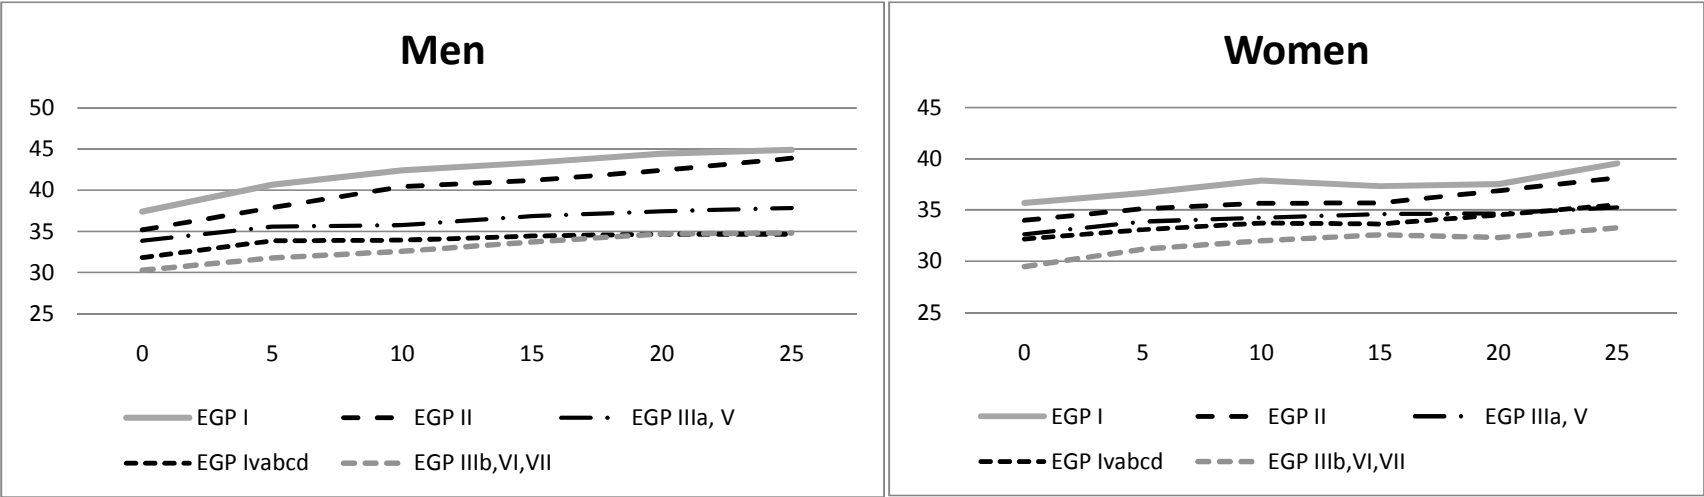 Men
50
45
40
35
30
25
0 5 10 15 20 25
EGP I EGP II EGP IIIa, V
EGP Ivabcd EGP IIIb,VI,VII
Women
45
40
35
30
25
0 5 10 15 20 25
EGP I EGP II EGP IIIa, V
EGP Ivabcd EGP IIIb,VI,VII